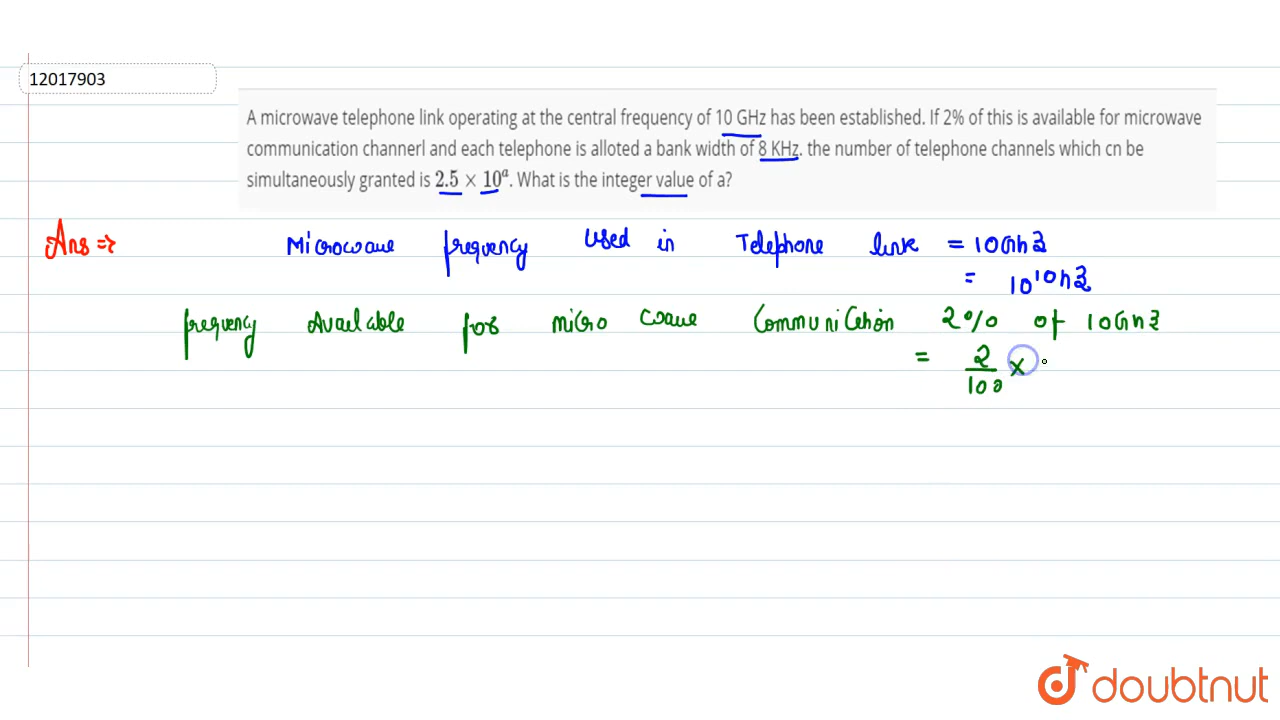 12017903
A microwave telephone link operating at the central frequency of 10 GHz has been established. If 2% of this is available for microwave
communication channerl and each telephone is alloted a bank width of 8 KHz. the number of telephone channels which cn be
simultaneously granted is 2.5 × 10^a. What is the integer value of a?
Ans ⇒ Microwave frequency used in Telephone link = 10GHz
= 10^10 Hz
frequency Available for micro wave Communication 2% of 10GHz
= 2/100 ×
doubtnut